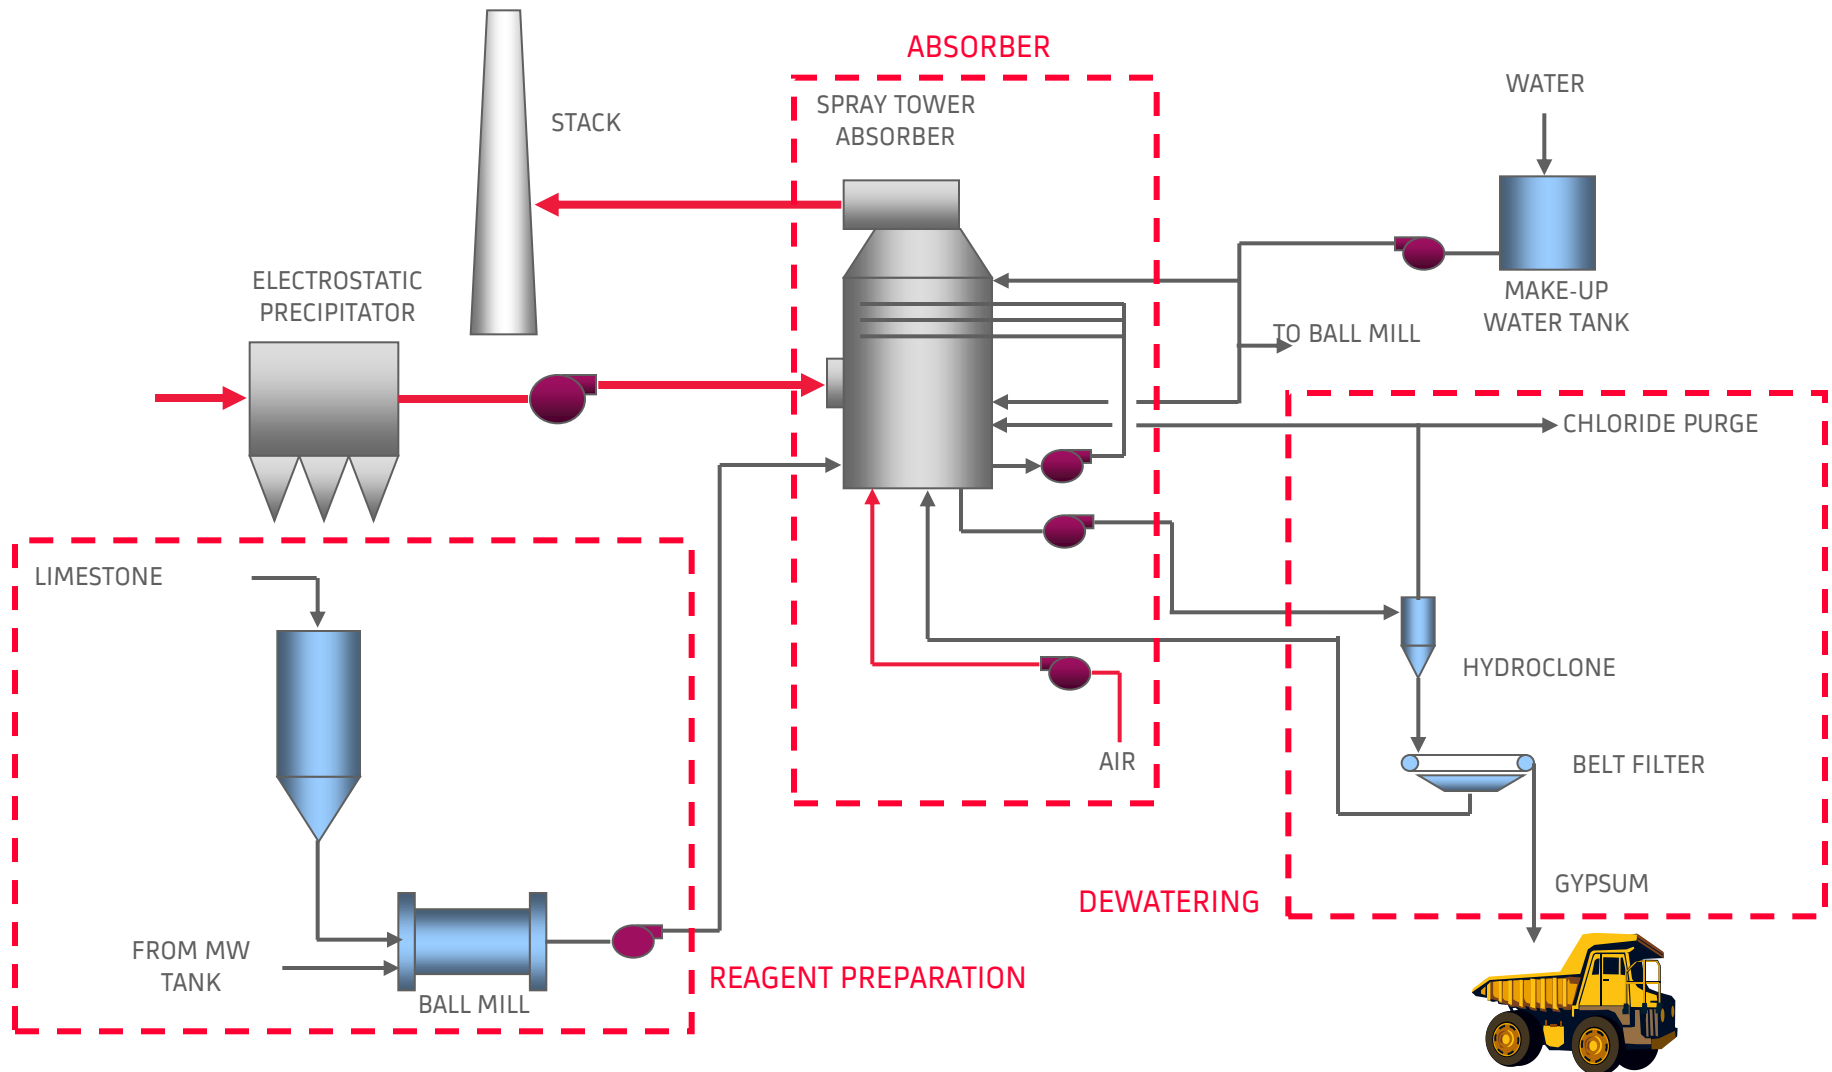 ABSORBER
SPRAY TOWER
ABSORBER
WATER
STACK
ELECTROSTATIC
PRECIPITATOR
MAKE-UP
WATER TANK
TO BALL MILL
CHLORIDE PURGE
LIMESTONE
HYDROCLONE
AIR
BELT FILTER
GYPSUM
DEWATERING
FROM MW
TANK
REAGENT PREPARATION
BALL MILL